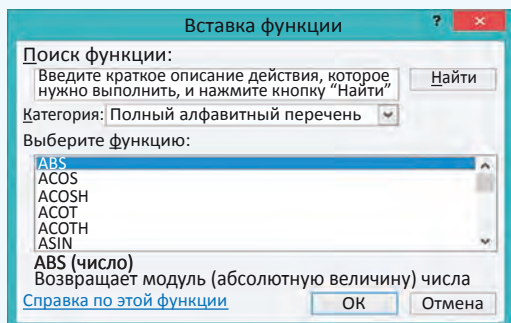 Вставка функции ?
Поиск функции:
Введите краткое описание действия, которое
нужно выполнить, и нажмите кнопку “Найти”
Найти
Категория: Полный алфавитный перечень
Выберите функцию:
ABS
ACOS
ACOSH
ACOT
ACOTH
ASIN
ABS (число)
Возвращает модуль (абсолютную величину) числа
Справка по этой функции
ОК
Отмена